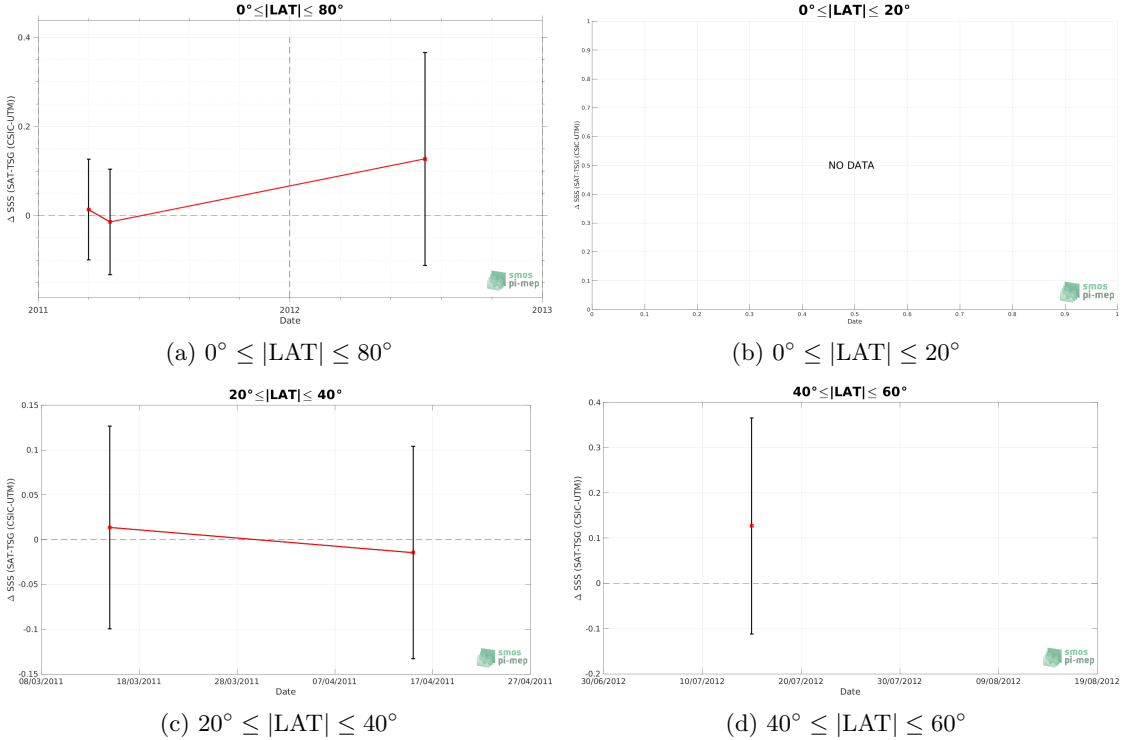 0°≤|LAT|≤ 80°
Δ SSS (SAT-TSG (CSIC-UTM))
0.4
0.2
0
2011
2012
2013
Date
smos
pi-mep
(a) 0° ≤ |LAT| ≤ 80°
0°≤|LAT|≤ 20°
Δ SSS (SAT-TSG (CSIC-UTM))
1
0.9
0.8
0.7
0.6
0.5
0.4
0.3
0.2
0.1
0
NO DATA
0
0.1
0.2
0.3
0.4
0.5
0.6
0.7
0.8
0.9
1
Date
smos
pi-mep
(b) 0° ≤ |LAT| ≤ 20°
20°≤|LAT|≤ 40°
Δ SSS (SAT-TSG (CSIC-UTM))
0.15
0.1
0.05
0
-0.05
-0.1
-0.15
08/03/2011
18/03/2011
28/03/2011
07/04/2011
17/04/2011
27/04/2011
Date
smos
pi-mep
(c) 20° ≤ |LAT| ≤ 40°
40°≤|LAT|≤ 60°
Δ SSS (SAT-TSG (CSIC-UTM))
0.4
0.3
0.2
0.1
0
-0.1
-0.2
30/06/2012
10/07/2012
20/07/2012
30/07/2012
09/08/2012
19/08/2012
Date
smos
pi-mep
(d) 40° ≤ |LAT| ≤ 60°